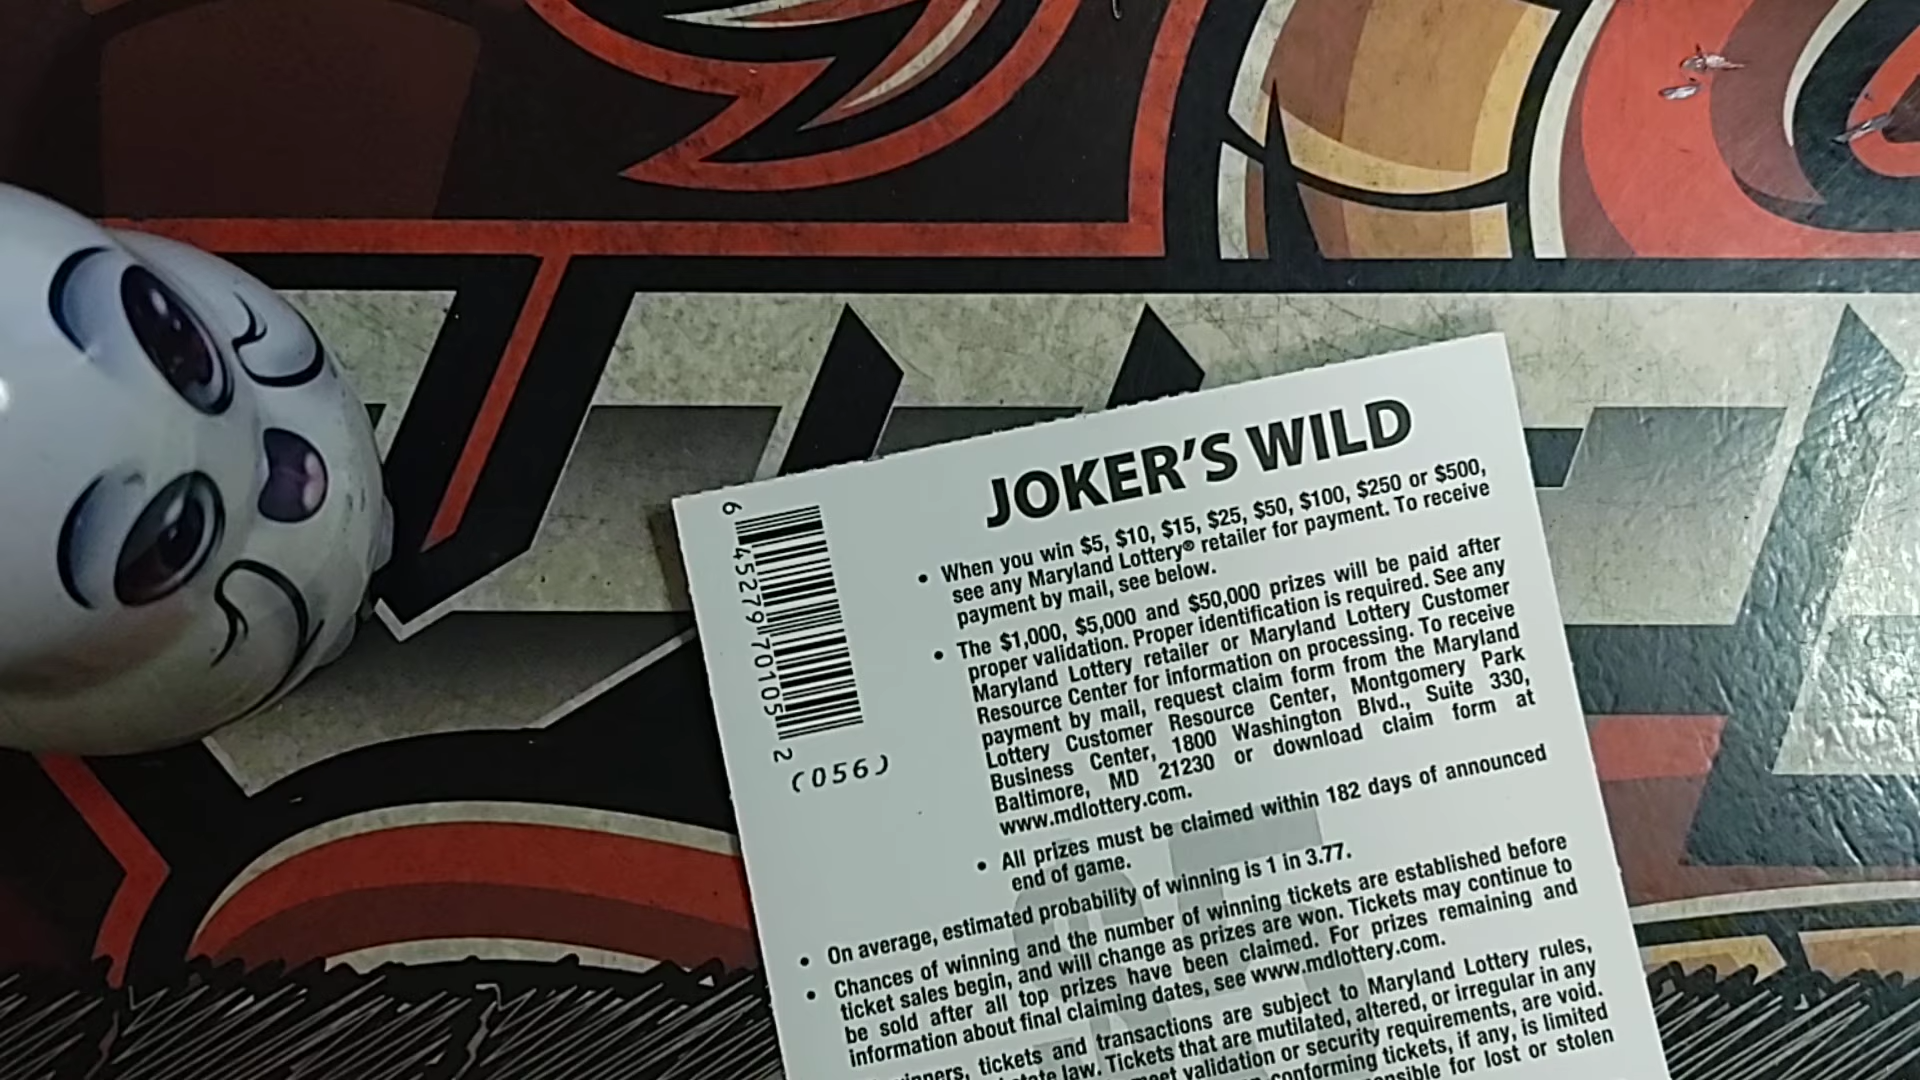 JOKER'S WILD
6 45279 70105 2
(056)
• When you win $5, $10, $15, $25, $50, $100, $250 or $500,
see any Maryland Lottery® retailer for payment. To receive
payment by mail, see below.
• The $1,000, $5,000 and $50,000 prizes will be paid after
proper validation. Proper identification is required. See any
Maryland Lottery retailer or Maryland Lottery Customer
Resource Center for information on processing. To receive
payment by mail, request claim form from the Maryland
Lottery Customer Resource Center, Montgomery Park
Business Center, 1800 Washington Blvd., Suite 330,
Baltimore, MD 21230 or download claim form at
www.mdlottery.com.
• All prizes must be claimed within 182 days of announced
end of game.
• On average, estimated probability of winning is 1 in 3.77.
• Chances of winning and the number of winning tickets are established before
ticket sales begin, and will change as prizes are won. Tickets may continue to
be sold after all top prizes have been claimed. For prizes remaining and
information about final claiming dates, see www.mdlottery.com.
tickets and transactions are subject to Maryland Lottery rules,
law. Tickets that are mutilated, altered, or irregular in any
meet validation or security requirements, are void.
conforming tickets, if any, is limited
for lost or stolen